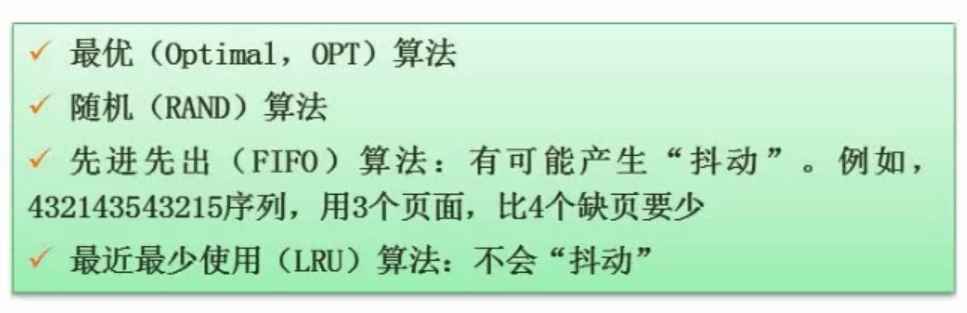 ✓ 最优（Optimal，OPT）算法
✓ 随机（RAND）算法
✓ 先进先出（FIFO）算法：有可能产生“抖动”。例如，
432143543215序列，用3个页面，比4个缺页要少
✓ 最近最少使用（LRU）算法：不会“抖动”